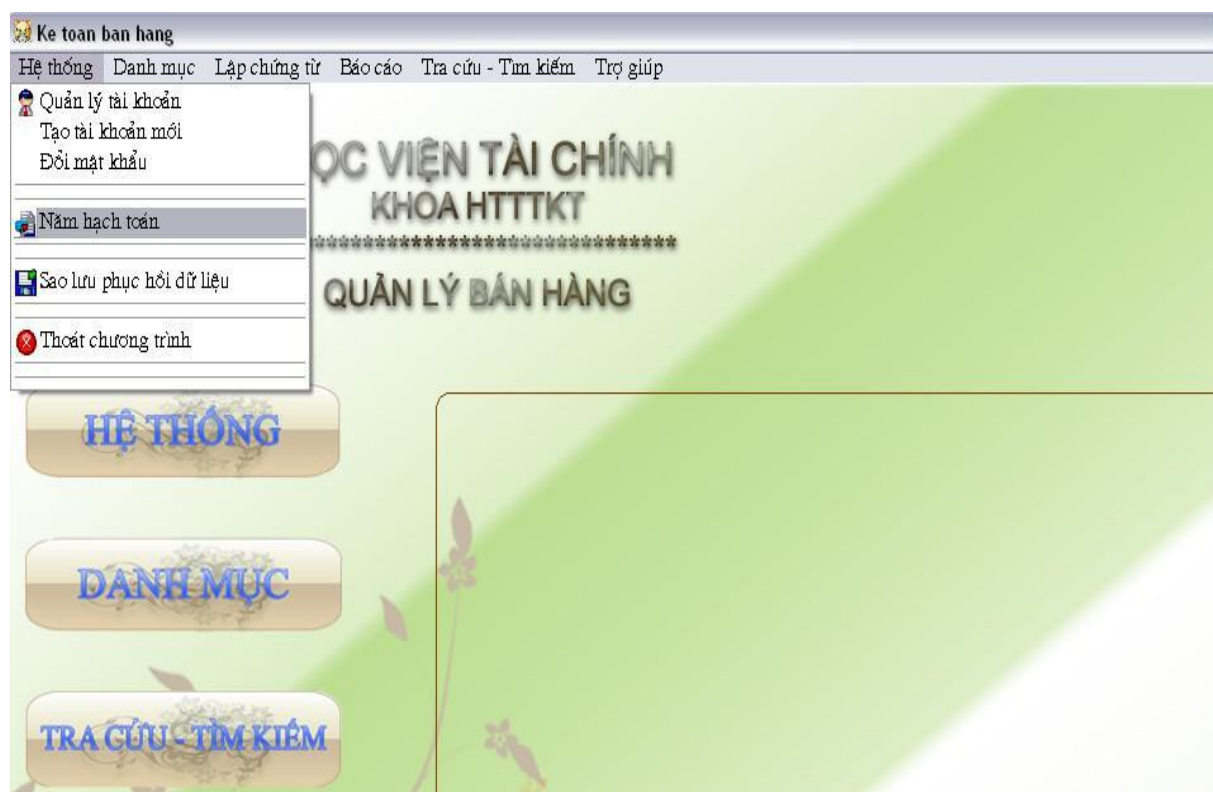 Ke toan ban hang
Hệ thống Danh mục Lập chứng từ Báo cáo Tra cứu - Tìm kiếm Trợ giúp
Quản lý tài khoản
Tạo tài khoản mới
Đổi mật khẩu
Năm hạch toán
Sao lưu phục hồi dữ liệu
Thoát chương trình
ỌC VIỆN TÀI CHÍNH
KHOA HTTTKT
QUẢN LÝ BÁN HÀNG
HỆ THỐNG
DANH MỤC
TRA CỨU - TÌM KIẾM